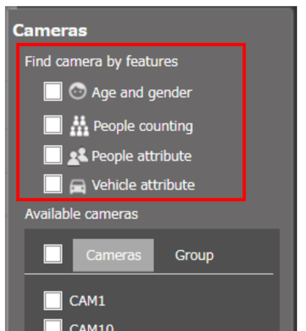 Cameras
Find camera by features
Age and gender
People counting
People attribute
Vehicle attribute
Available cameras
Cameras Group
CAM1
CAM10